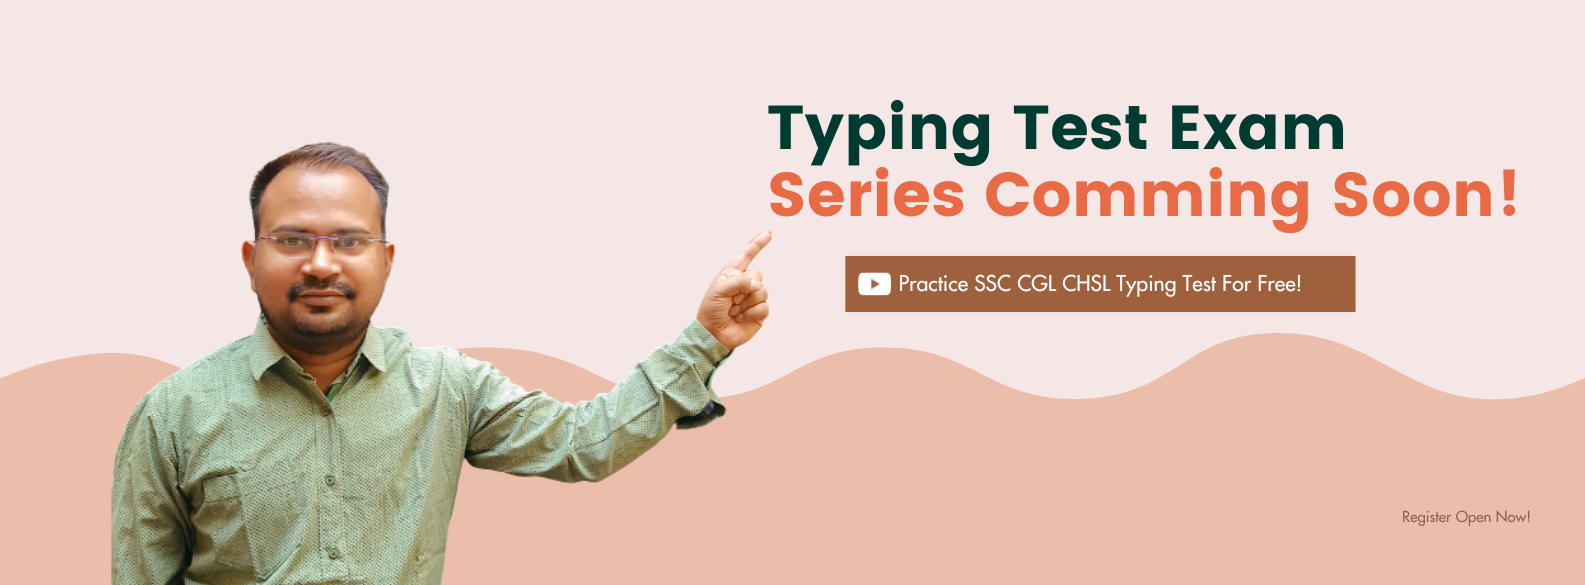 Typing Test Exam
Series Comming Soon!
Practice SSC CGL CHSL Typing Test For Free!
Register Open Now!